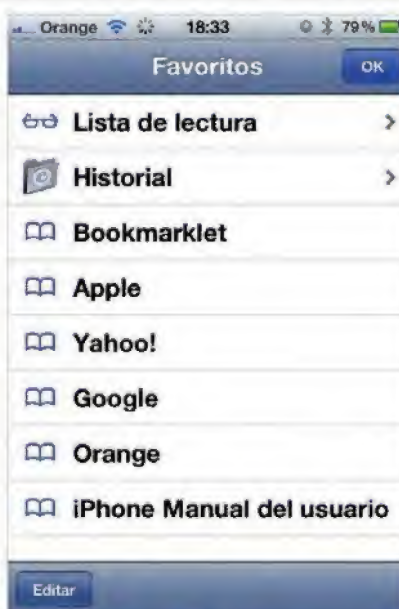 Orange 18:33 79%
Favoritos OK
Lista de lectura
Historial
Bookmarklet
Apple
Yahoo!
Google
Orange
iPhone Manual del usuario
Editar